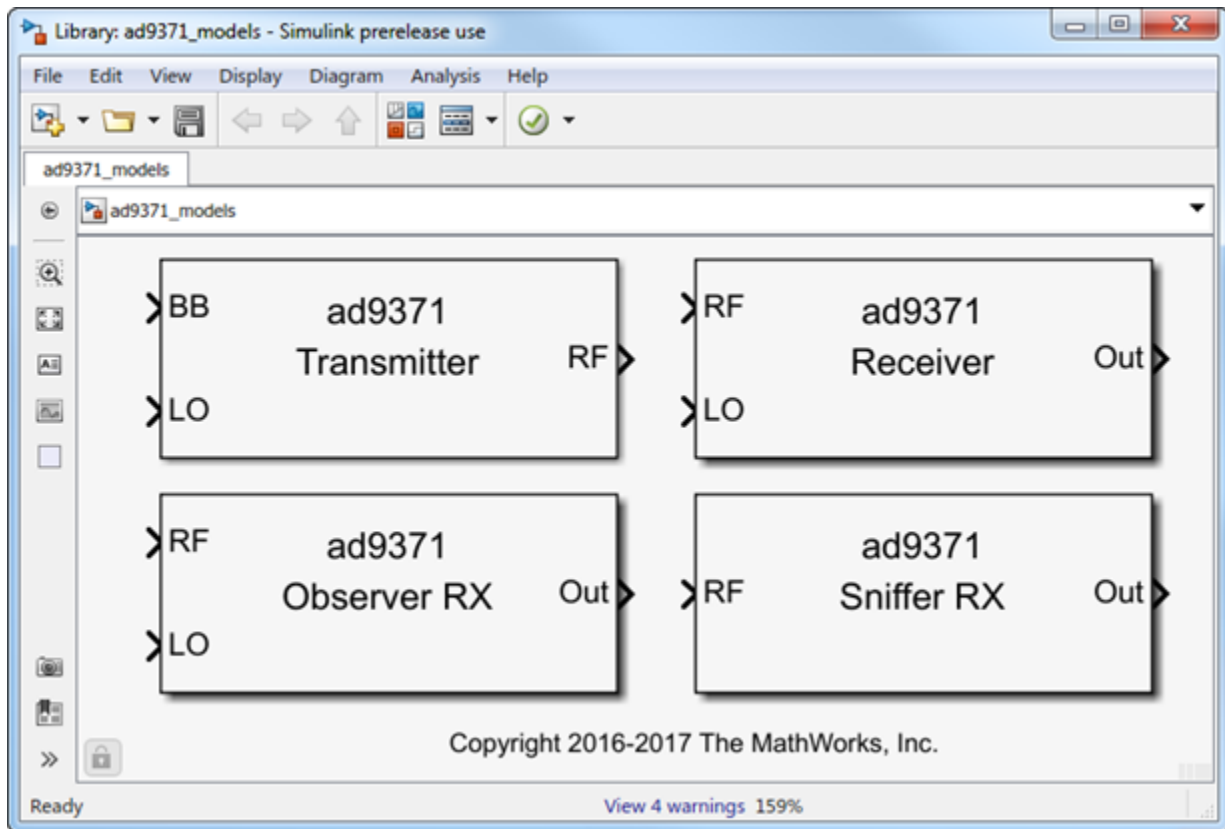 Library: ad9371_models - Simulink prerelease use
File Edit View Display Diagram Analysis Help
ad9371_models
ad9371_models
BB
ad9371
Transmitter
RF
LO
RF
ad9371
Receiver
Out
LO
RF
ad9371
Observer RX
Out
LO
RF
ad9371
Sniffer RX
Out
Copyright 2016-2017 The MathWorks, Inc.
Ready View 4 warnings 159%